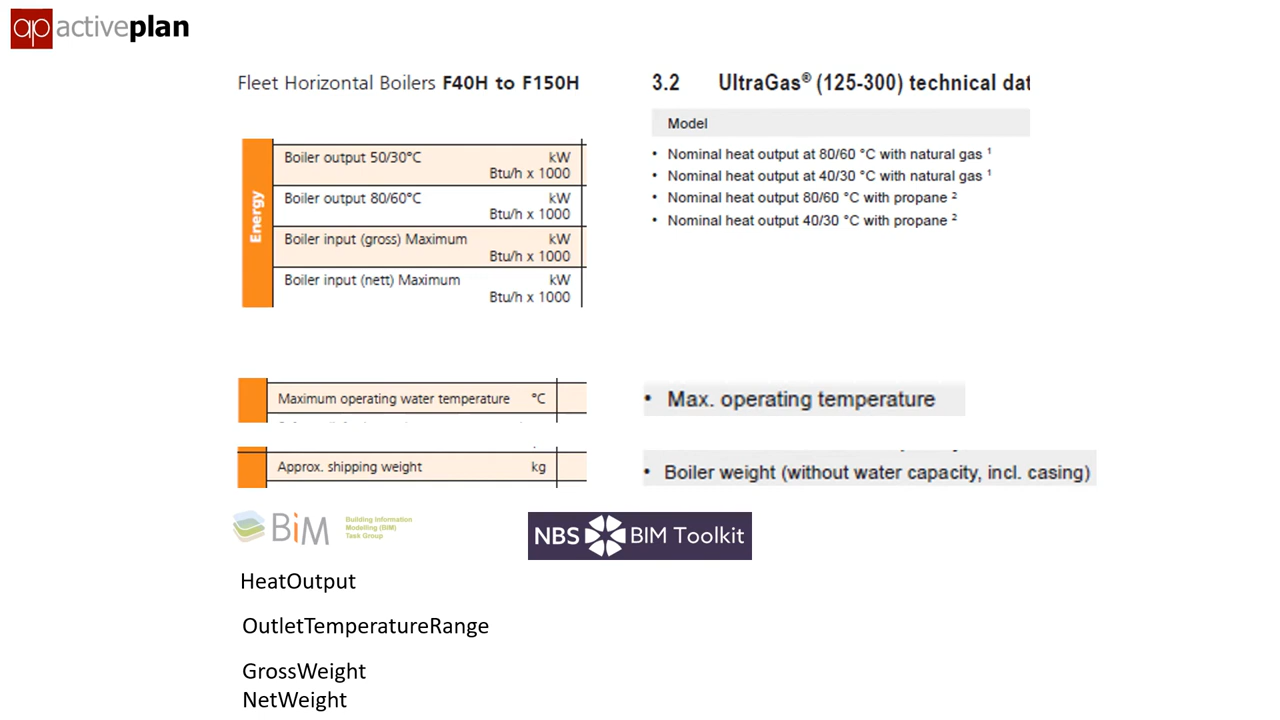 ap activeplan
Fleet Horizontal Boilers F40H to F150H
Energy
Boiler output 50/30°C kW
Btu/h x 1000
Boiler output 80/60°C kW
Btu/h x 1000
Boiler input (gross) Maximum kW
Btu/h x 1000
Boiler input (nett) Maximum kW
Btu/h x 1000
3.2 UltraGas® (125-300) technical dat
Model
• Nominal heat output at 80/60 °C with natural gas ¹
• Nominal heat output at 40/30 °C with natural gas ¹
• Nominal heat output 80/60 °C with propane ²
• Nominal heat output 40/30 °C with propane ²
Maximum operating water temperature °C
• Max. operating temperature
Approx. shipping weight kg
• Boiler weight (without water capacity, incl. casing)
BiM
Building Information
Modelling (BIM)
Task Group
NBS BIM Toolkit
HeatOutput
OutletTemperatureRange
GrossWeight
NetWeight